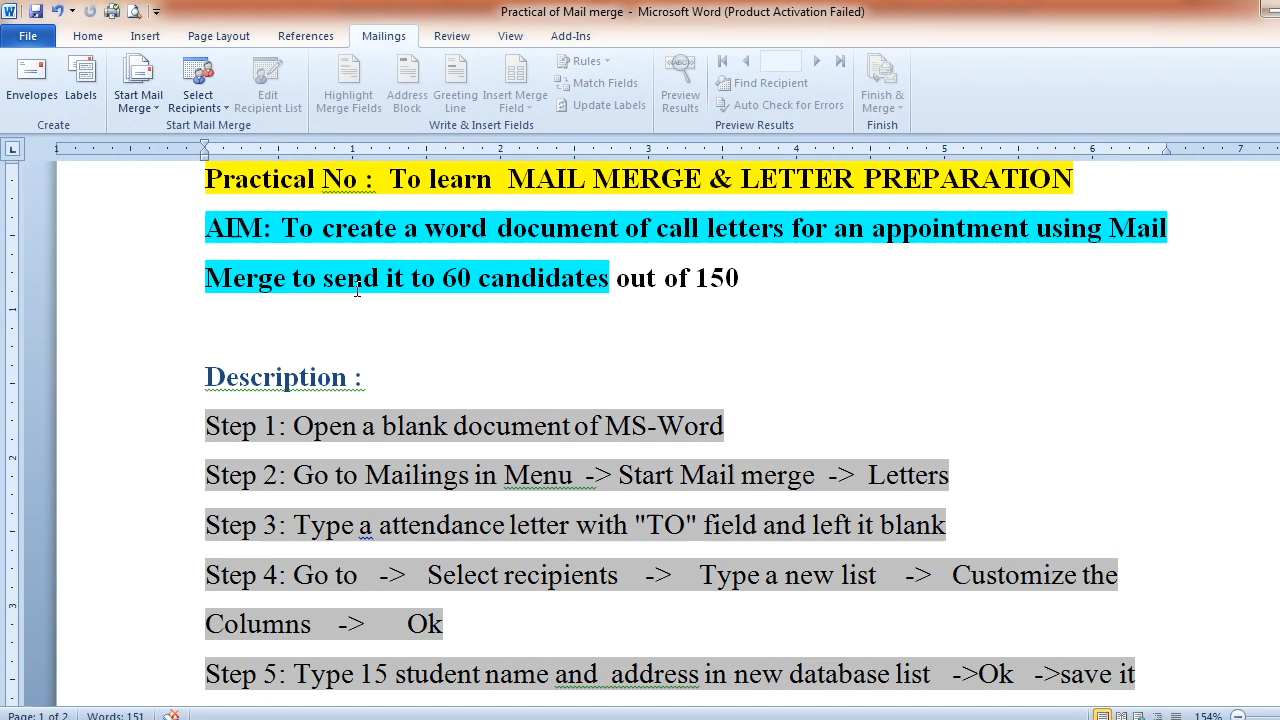 Practical of Mail merge - Microsoft Word (Product Activation Failed)
File Home Insert Page Layout References Mailings Review View Add-Ins
Envelopes Labels
Create
Start Mail Merge Select Recipients Edit Recipient List
Start Mail Merge
Highlight Merge Fields Address Block Greeting Line Insert Merge Field
Rules
Match Fields
Update Labels
Write & Insert Fields
Preview Results
Find Recipient
Auto Check for Errors
Preview Results
Finish & Merge
Finish
1 1 2 3 4 5 6 7
Practical No : To learn MAIL MERGE & LETTER PREPARATION
AIM: To create a word document of call letters for an appointment using Mail
Merge to send it to 60 candidates out of 150
Description :
Step 1: Open a blank document of MS-Word
Step 2: Go to Mailings in Menu -> Start Mail merge -> Letters
Step 3: Type a attendance letter with "TO" field and left it blank
Step 4: Go to -> Select recipients -> Type a new list -> Customize the
Columns -> Ok
Step 5: Type 15 student name and address in new database list ->Ok ->save it
Page: 1 of 2 Words: 151 154%